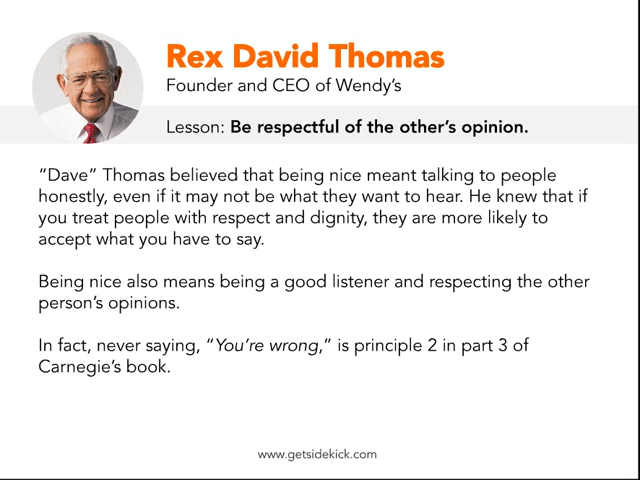 Rex David Thomas
Founder and CEO of Wendy’s
Lesson: Be respectful of the other’s opinion.
“Dave” Thomas believed that being nice meant talking to people
honestly, even if it may not be what they want to hear. He knew that if
you treat people with respect and dignity, they are more likely to
accept what you have to say.
Being nice also means being a good listener and respecting the other
person’s opinions.
In fact, never saying, “You’re wrong,” is principle 2 in part 3 of
Carnegie’s book.
www.getsidekick.com